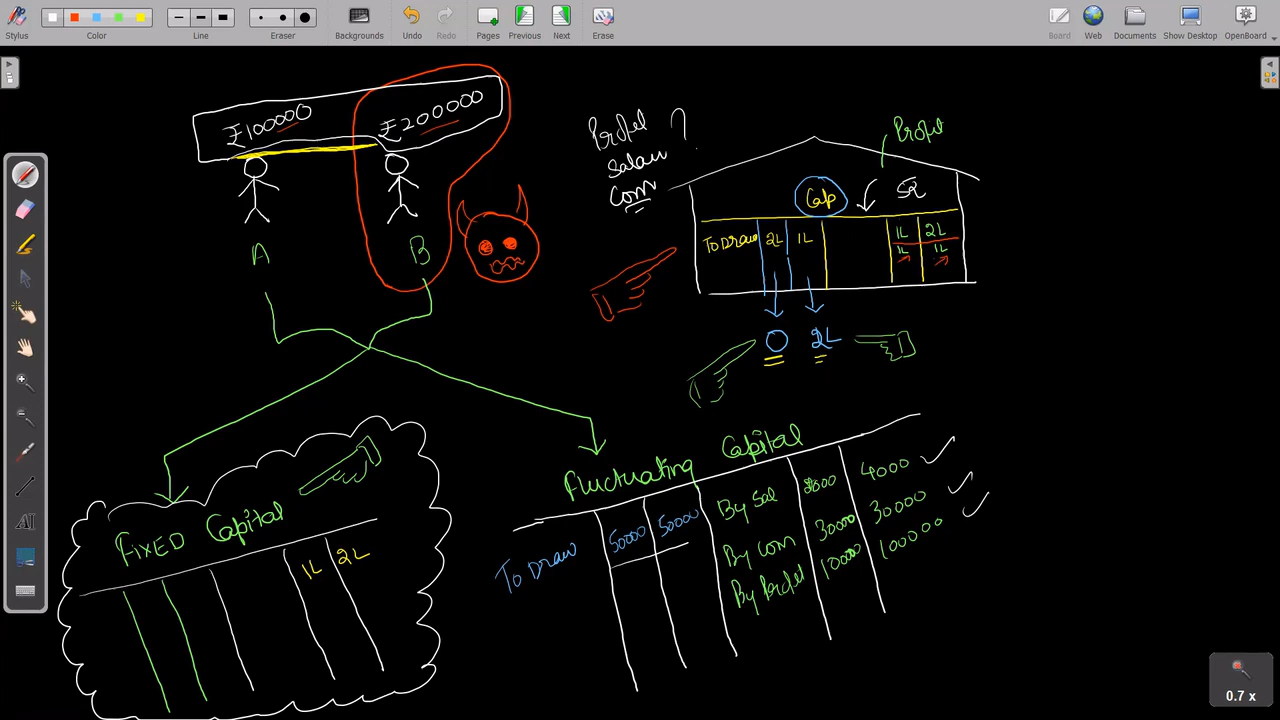 Stylus
Color
Line
Eraser
Backgrounds
Undo
Redo
Pages
Previous
Next
Erase
Board
Web
Documents
Show Desktop
OpenBoard
₹100000
₹200000
A
B
Profit ?
Salary
Com
Profit
Cap
To Draw 2L 1L 1L 2L
1L 1L
0 2L
Fixed Capital
1L 2L
Fluctuating Capital
To Draw 50000 50000
By Sal 4000
By Com 30000 30000
By Profit 100000 100000
AI
0.7 x